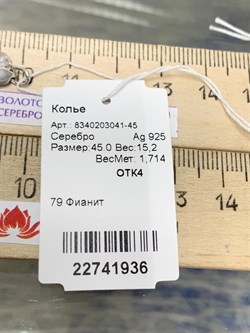 ЗОЛОТО
СЕРЕБРО
Колье
Арт.: 8340203041-45
Серебро Ag 925
Размер:45.0 Вес:15,2
ВесМет: 1,714
ОТК4
79 Фианит
22741936